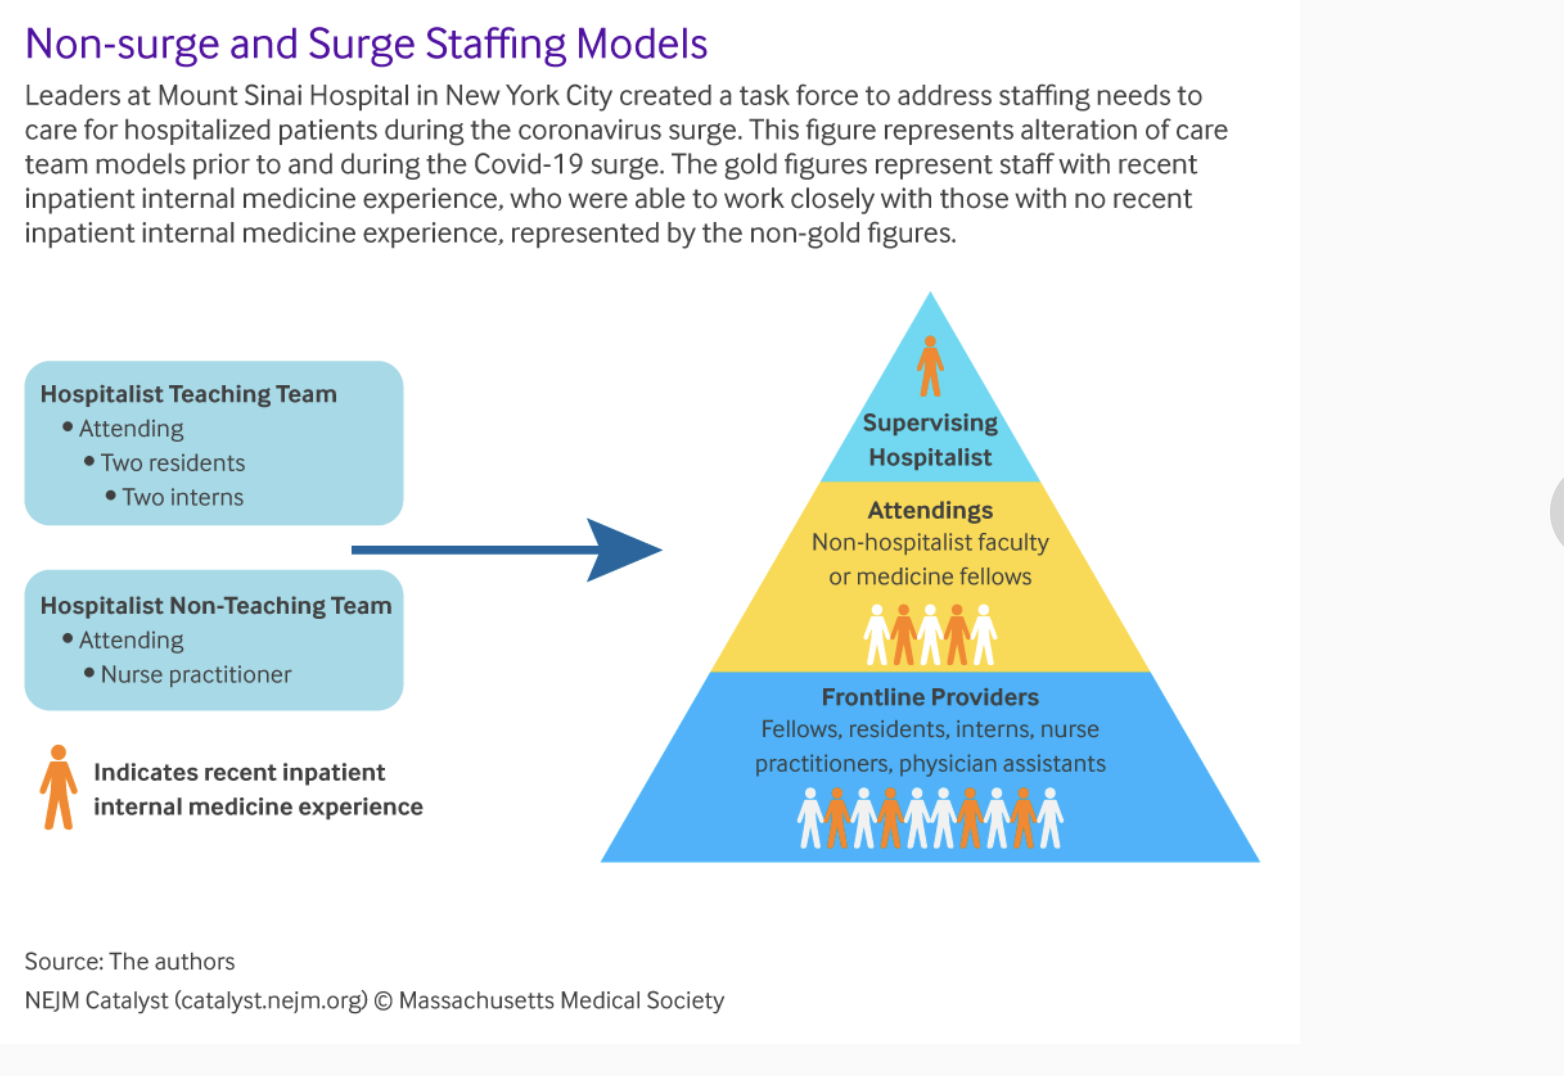 Non-surge and Surge Staffing Models
Leaders at Mount Sinai Hospital in New York City created a task force to address staffing needs to
care for hospitalized patients during the coronavirus surge. This figure represents alteration of care
team models prior to and during the Covid-19 surge. The gold figures represent staff with recent
inpatient internal medicine experience, who were able to work closely with those with no recent
inpatient internal medicine experience, represented by the non-gold figures.
Hospitalist Teaching Team
• Attending
• Two residents
• Two interns
Hospitalist Non-Teaching Team
• Attending
• Nurse practitioner
Indicates recent inpatient
internal medicine experience
Supervising
Hospitalist
Attendings
Non-hospitalist faculty
or medicine fellows
Frontline Providers
Fellows, residents, interns, nurse
practitioners, physician assistants
Source: The authors
NEJM Catalyst (catalyst.nejm.org) © Massachusetts Medical Society